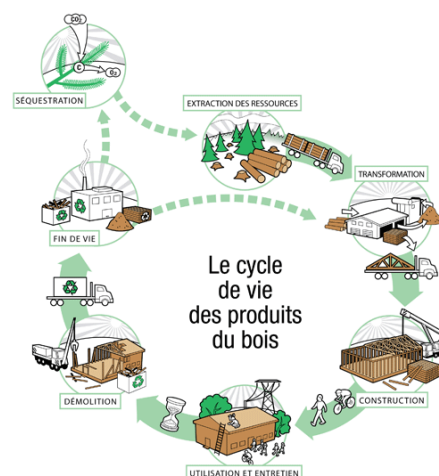 CO₂
C
O₂
SÉQUESTRATION
EXTRACTION DES RESSOURCES
TRANSFORMATION
FIN DE VIE
Le cycle
de vie
des produits
du bois
DÉMOLITION
CONSTRUCTION
UTILISATION ET ENTRETIEN